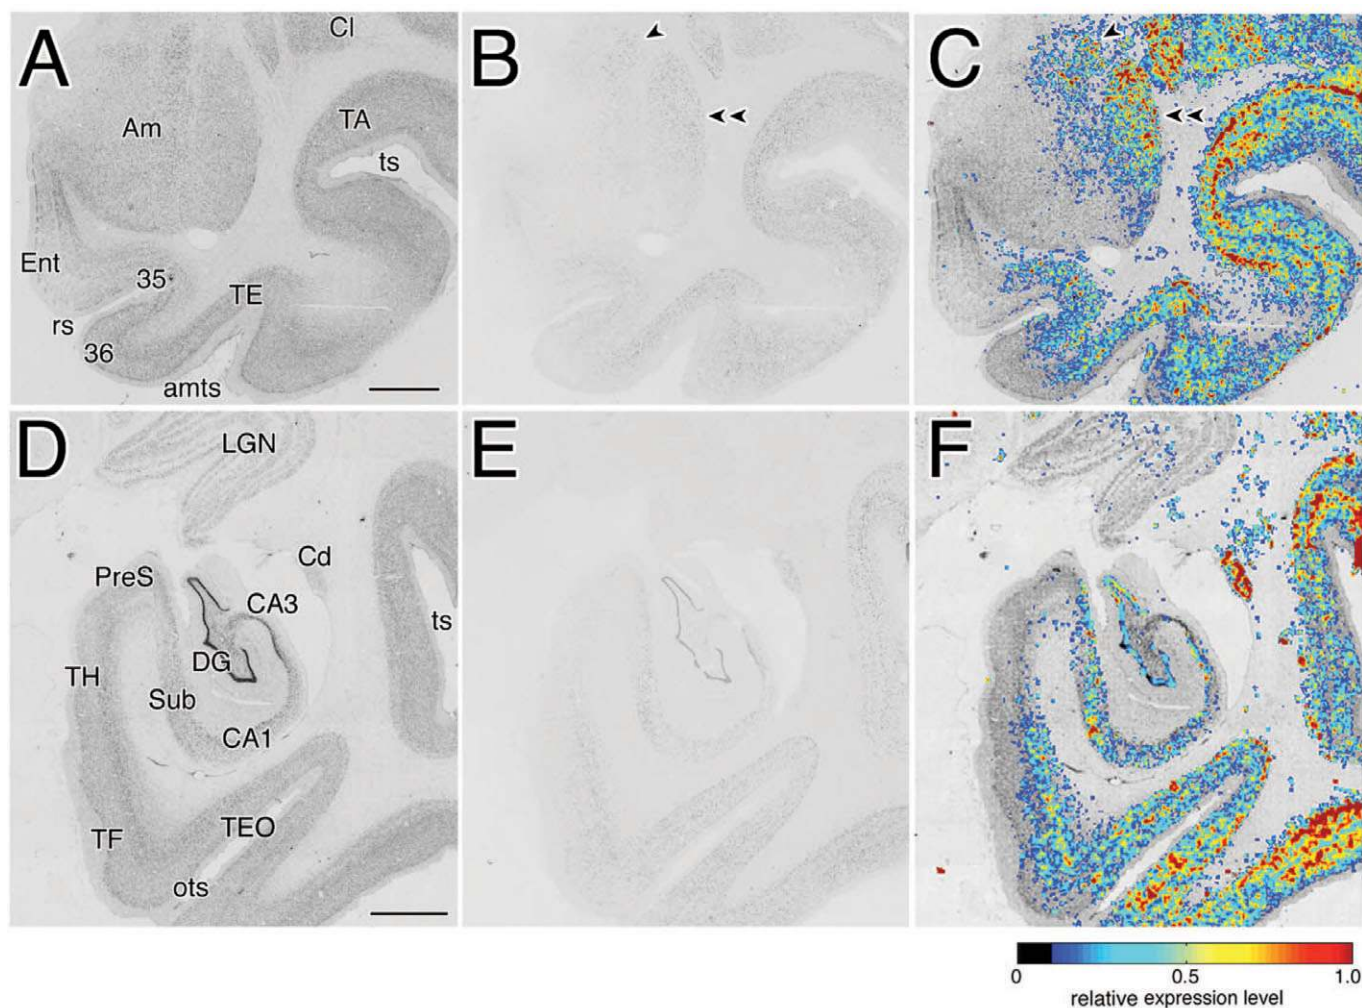 A
Cl
Am
TA
ts
Ent
35
TE
rs
36
amts
B
C
D
LGN
Cd
PreS
CA3
ts
DG
TH
Sub
CA1
TF
TEO
ots
E
F
0
0.5
1.0
relative expression level